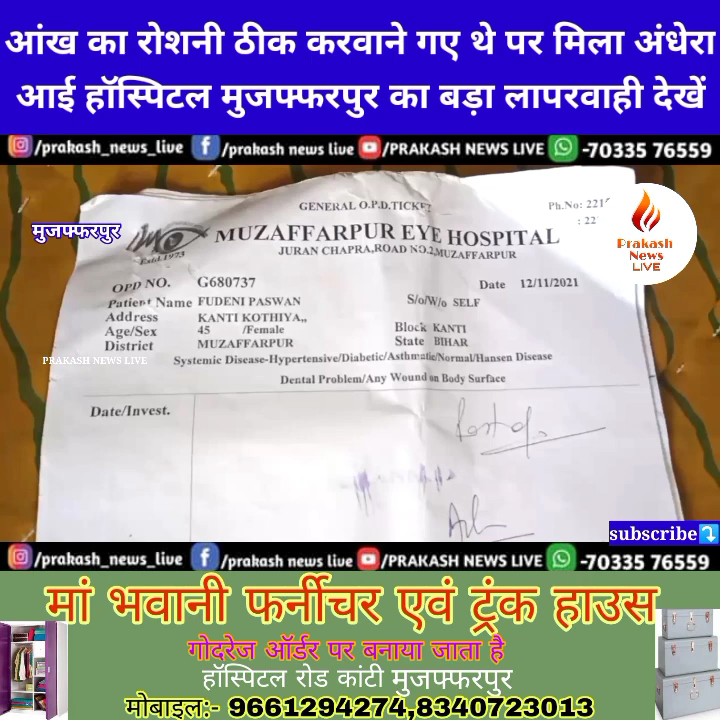 आंख का रोशनी ठीक करवाने गए थे पर मिला अंधेरा
आई हॉस्पिटल मुजफ्फरपुर का बड़ा लापरवाही देखें
/prakash_news_live f /prakash news live /PRAKASH NEWS LIVE -70335 76559
GENERAL O.P.D.TICKET Ph.No: 221
: 22
मुजफ्फरपुर
Estd.1973
MUZAFFARPUR EYE HOSPITAL
JURAN CHAPRA,ROAD NO.2,MUZAFFARPUR
Prakash
News
LIVE
OPD NO. G680737 Date 12/11/2021
Patient Name FUDENI PASWAN S/o/W/o SELF
Address KANTI KOTHIYA,,
Age/Sex 45 /Female Block KANTI
District MUZAFFARPUR State BIHAR
PRAKASH NEWS LIVE
Systemic Disease-Hypertensive/Diabetic/Asthmatic/Normal/Hansen Disease
Dental Problem/Any Wound on Body Surface
Date/Invest.
subscribe
/prakash_news_live f /prakash news live /PRAKASH NEWS LIVE -70335 76559
मां भवानी फर्नीचर एवं ट्रंक हाउस
गोदरेज ऑर्डर पर बनाया जाता है
हॉस्पिटल रोड कांटी मुजफ्फरपुर
मोबाइल:- 9661294274,8340723013